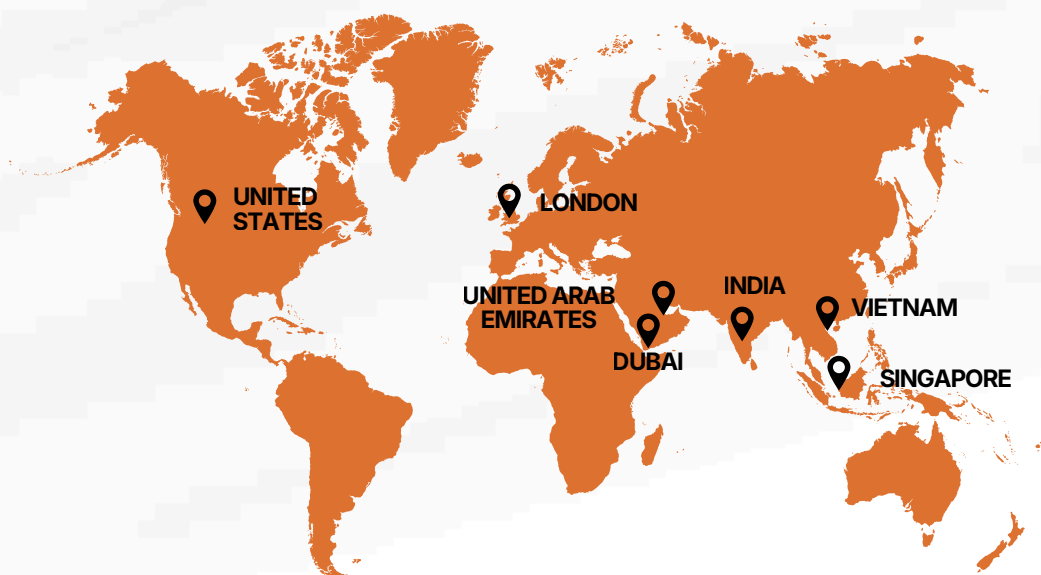 UNITED
STATES
LONDON
UNITED ARAB
EMIRATES
INDIA
VIETNAM
DUBAI
SINGAPORE